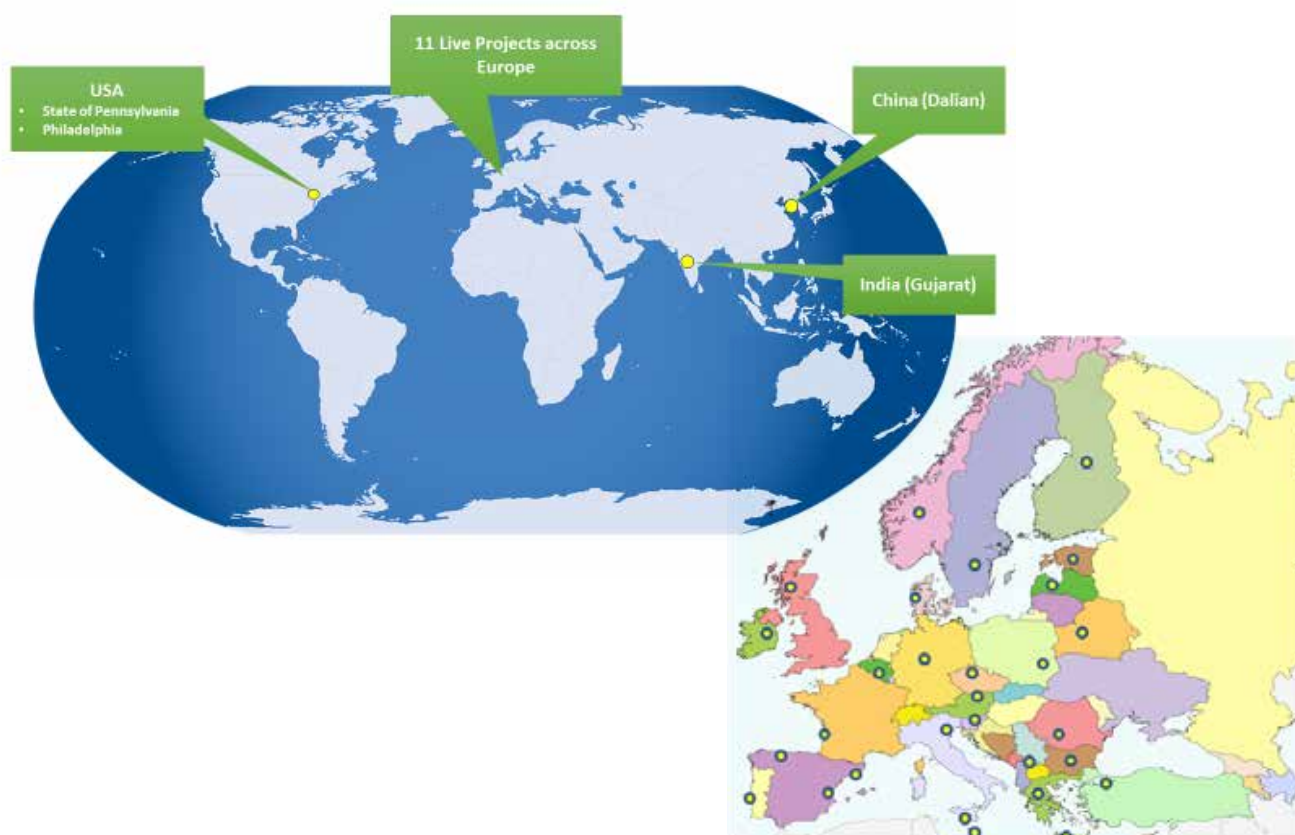 11 Live Projects across
Europe
USA
• State of Pennsylvania
• Philadelphia
China (Dalian)
India (Gujarat)